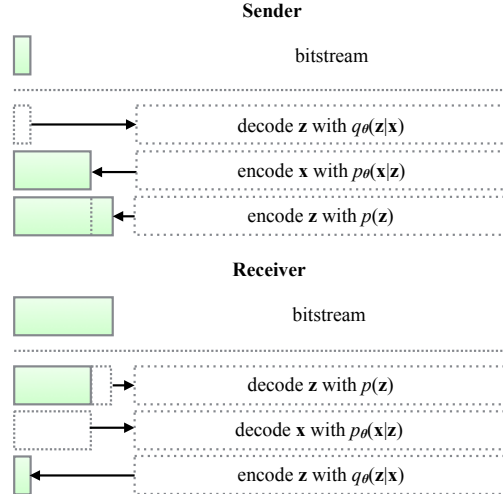 Sender
bitstream
decode z with qθ(z|x)
encode x with pθ(x|z)
encode z with p(z)
Receiver
bitstream
decode z with p(z)
decode x with pθ(x|z)
encode z with qθ(z|x)